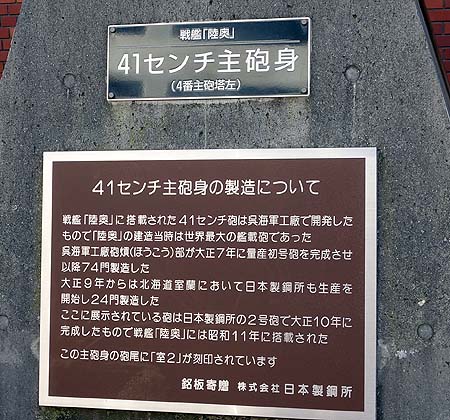 戦艦「陸奥」
41センチ主砲身
(4番主砲塔左)
41センチ主砲身の製造について
戦艦「陸奥」に搭載された41センチ砲は呉海軍工廠で開発した
もので「陸奥」の建造当時は世界最大の艦載砲であった
呉海軍工廠砲熕(ほうこう)部が大正7年に量産初号砲を完成させ
以降74門製造した
大正9年からは北海道室蘭において日本製鋼所も生産を
開始し24門製造した
ここに展示されている砲は日本製鋼所の2号砲で大正10年に
完成したもので戦艦「陸奥」には昭和11年に搭載された
この主砲身の砲尾に「室2」が刻印されています
銘板寄贈 株式会社 日本製鋼所